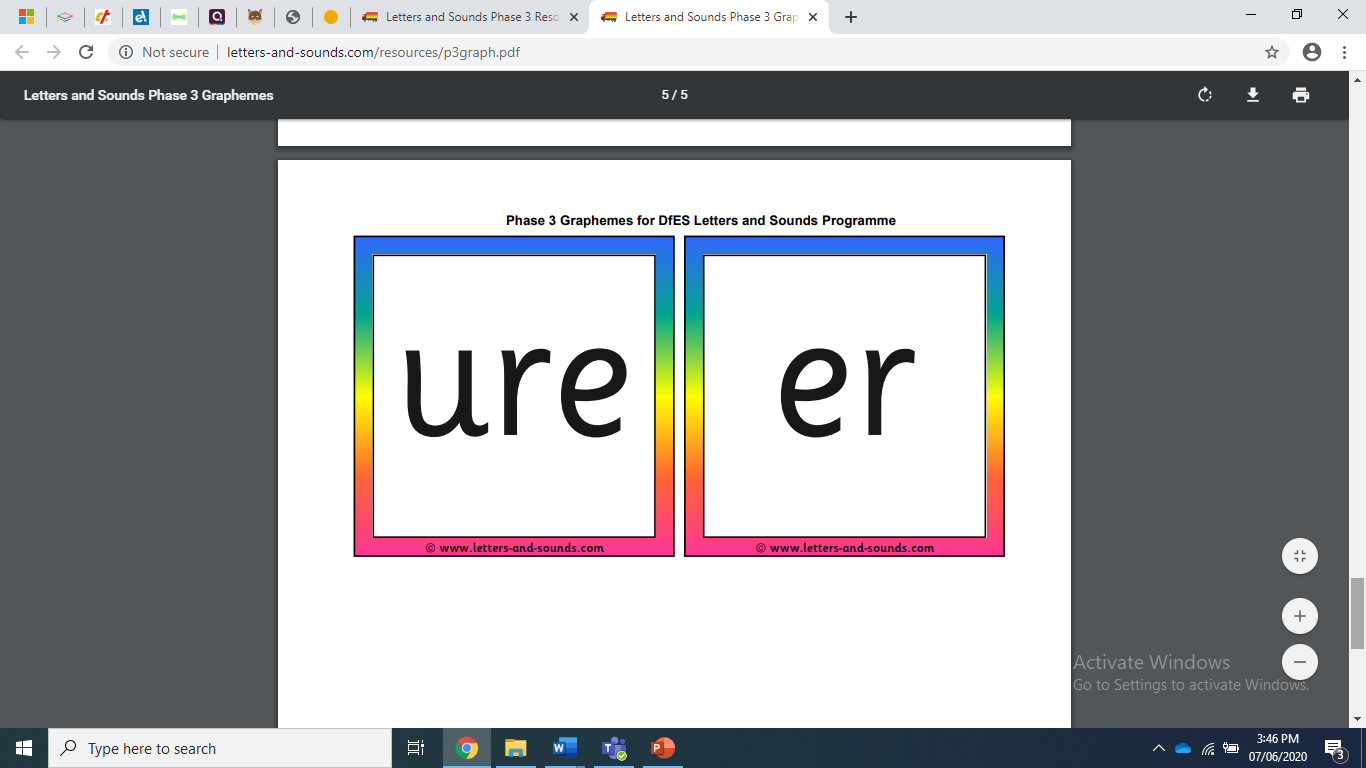 Letters and Sounds Phase 3 Reso
Letters and Sounds Phase 3 Grap
Not secure
letters-and-sounds.com/resources/p3graph.pdf
Letters and Sounds Phase 3 Graphemes
5 / 5
Phase 3 Graphemes for DfES Letters and Sounds Programme
ure
er
© www.letters-and-sounds.com
© www.letters-and-sounds.com
Activate Windows
Go to Settings to activate Windows.
Type here to search
3:46 PM
07/06/2020
3